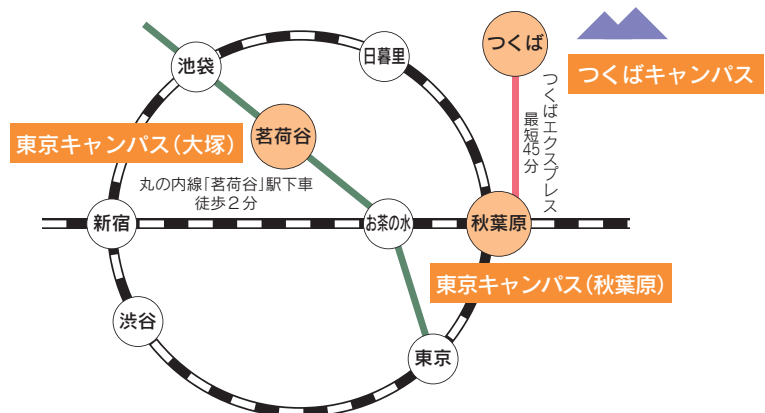 つくば
つくばキャンパス
日暮里
池袋
つくばエクスプレス
最短45分
茗荷谷
東京キャンパス(大塚)
丸の内線「茗荷谷」駅下車
徒歩2分
新宿
お茶の水
秋葉原
東京キャンパス(秋葉原)
渋谷
東京